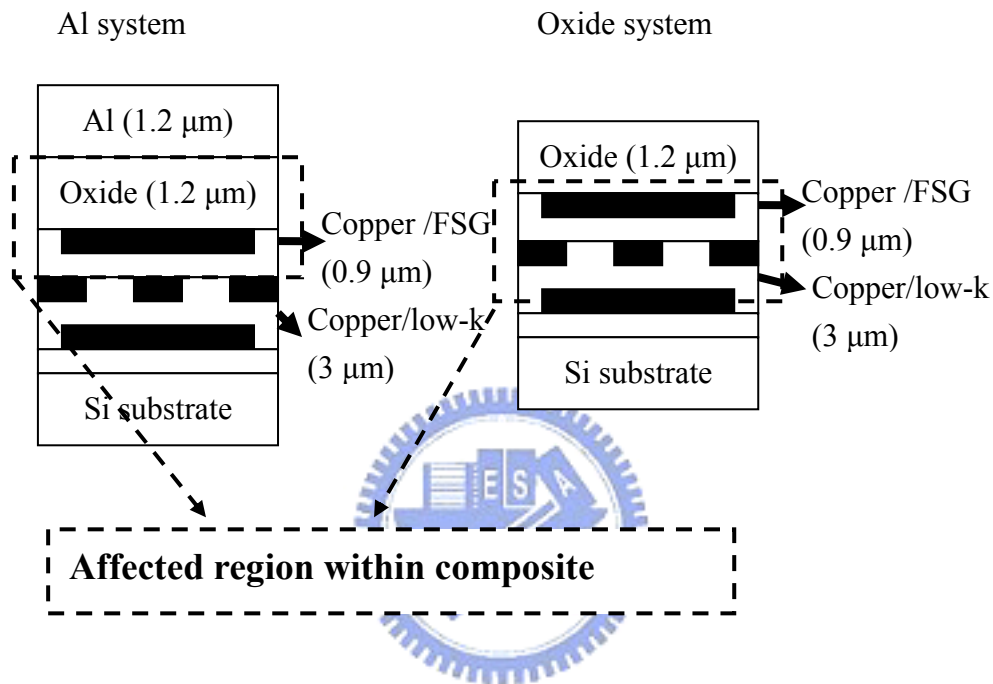 Al system
Oxide system
Al (1.2 μm)
Oxide (1.2 μm)
Copper /FSG
(0.9 μm)
Copper/low-k
(3 μm)
Si substrate
Oxide (1.2 μm)
Copper /FSG
(0.9 μm)
Copper/low-k
(3 μm)
Si substrate
E S A
Affected region within composite